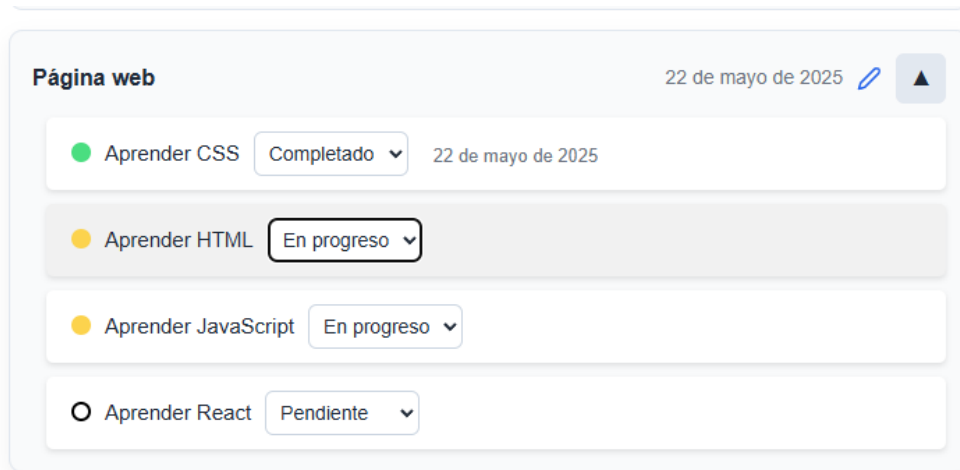 Página web 22 de mayo de 2025 ▲
Aprender CSS Completado 22 de mayo de 2025
Aprender HTML En progreso
Aprender JavaScript En progreso
Aprender React Pendiente